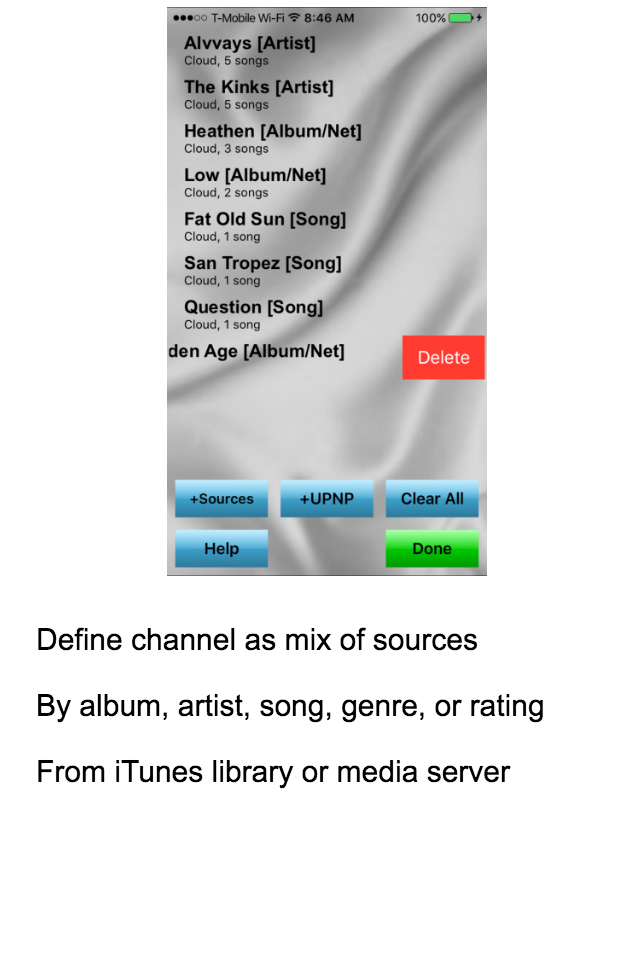 T-Mobile Wi-Fi 8:46 AM 100%
Alvvays [Artist]
Cloud, 5 songs
The Kinks [Artist]
Cloud, 5 songs
Heathen [Album/Net]
Cloud, 3 songs
Low [Album/Net]
Cloud, 2 songs
Fat Old Sun [Song]
Cloud, 1 song
San Tropez [Song]
Cloud, 1 song
Question [Song]
Cloud, 1 song
den Age [Album/Net] Delete
+Sources +UPNP Clear All
Help Done
Define channel as mix of sources
By album, artist, song, genre, or rating
From iTunes library or media server